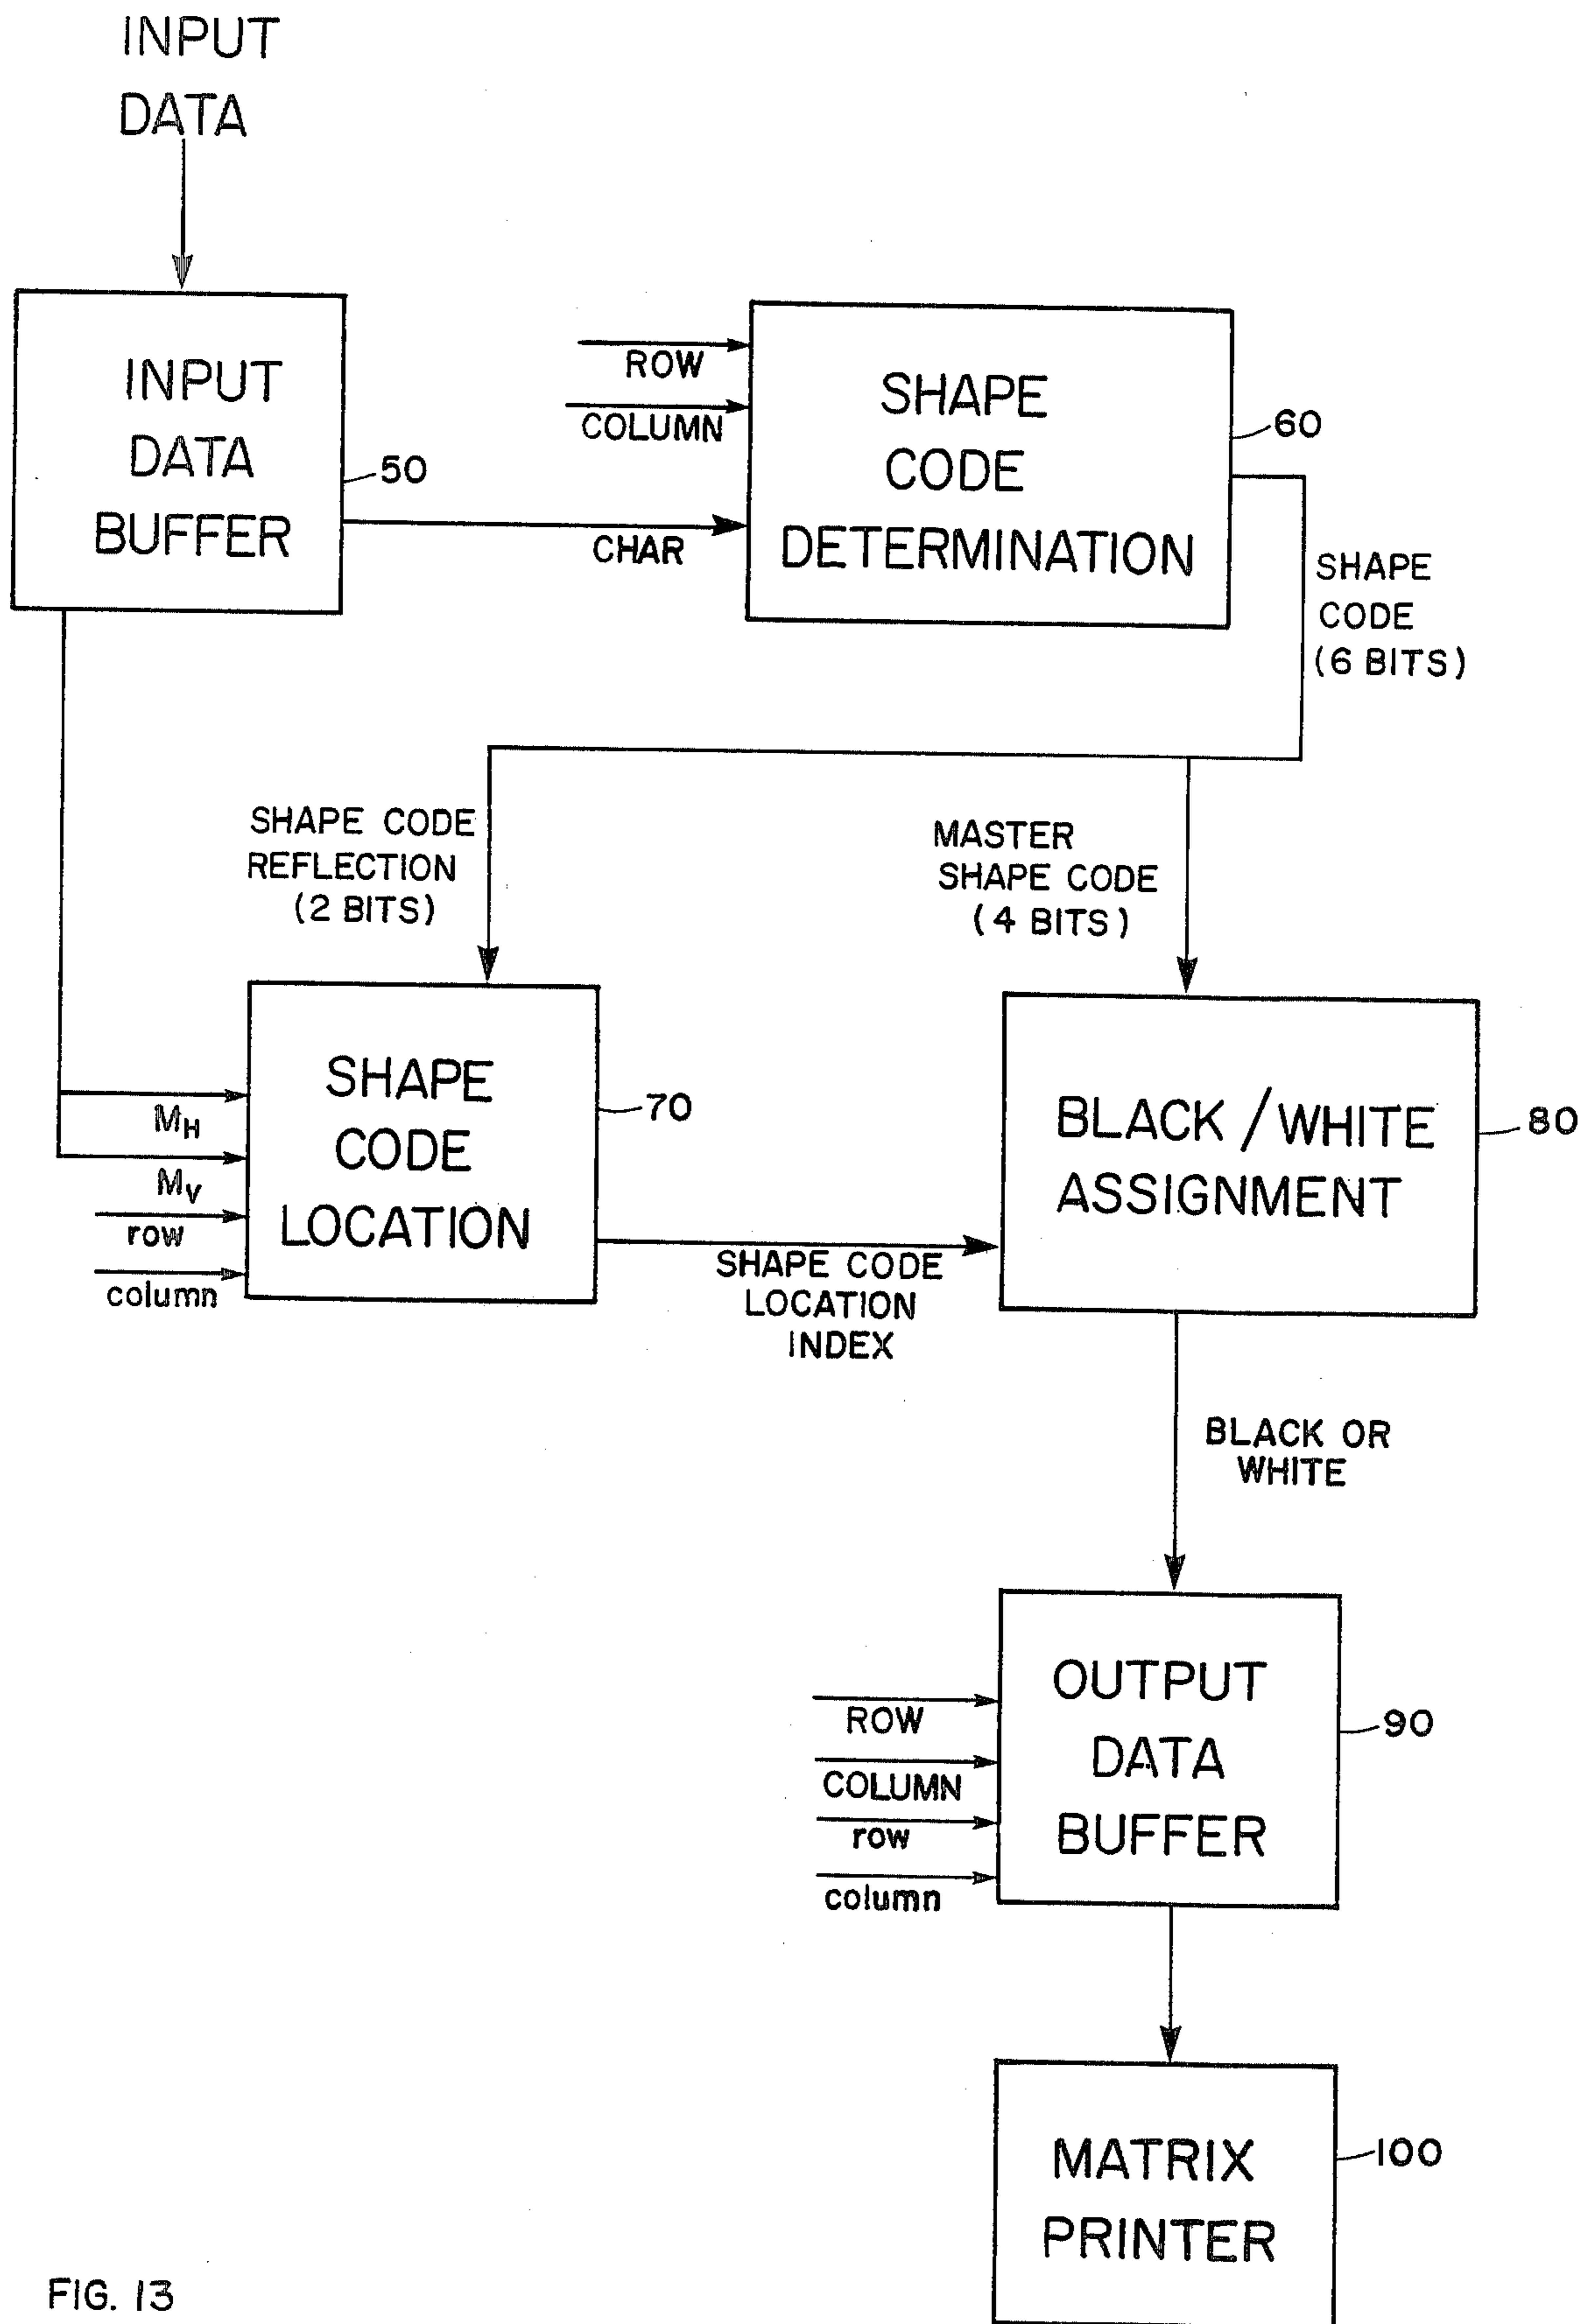 INPUT
DATA
INPUT
DATA
BUFFER
50
ROW
COLUMN
CHAR
SHAPE
CODE
DETERMINATION
60
SHAPE
CODE
(6 BITS)
SHAPE CODE
REFLECTION
(2 BITS)
MASTER
SHAPE CODE
(4 BITS)
MH
MV
row
column
SHAPE
CODE
LOCATION
70
SHAPE CODE
LOCATION
INDEX
BLACK / WHITE
ASSIGNMENT
80
BLACK OR
WHITE
ROW
COLUMN
row
column
OUTPUT
DATA
BUFFER
90
MATRIX
PRINTER
100
FIG. 13